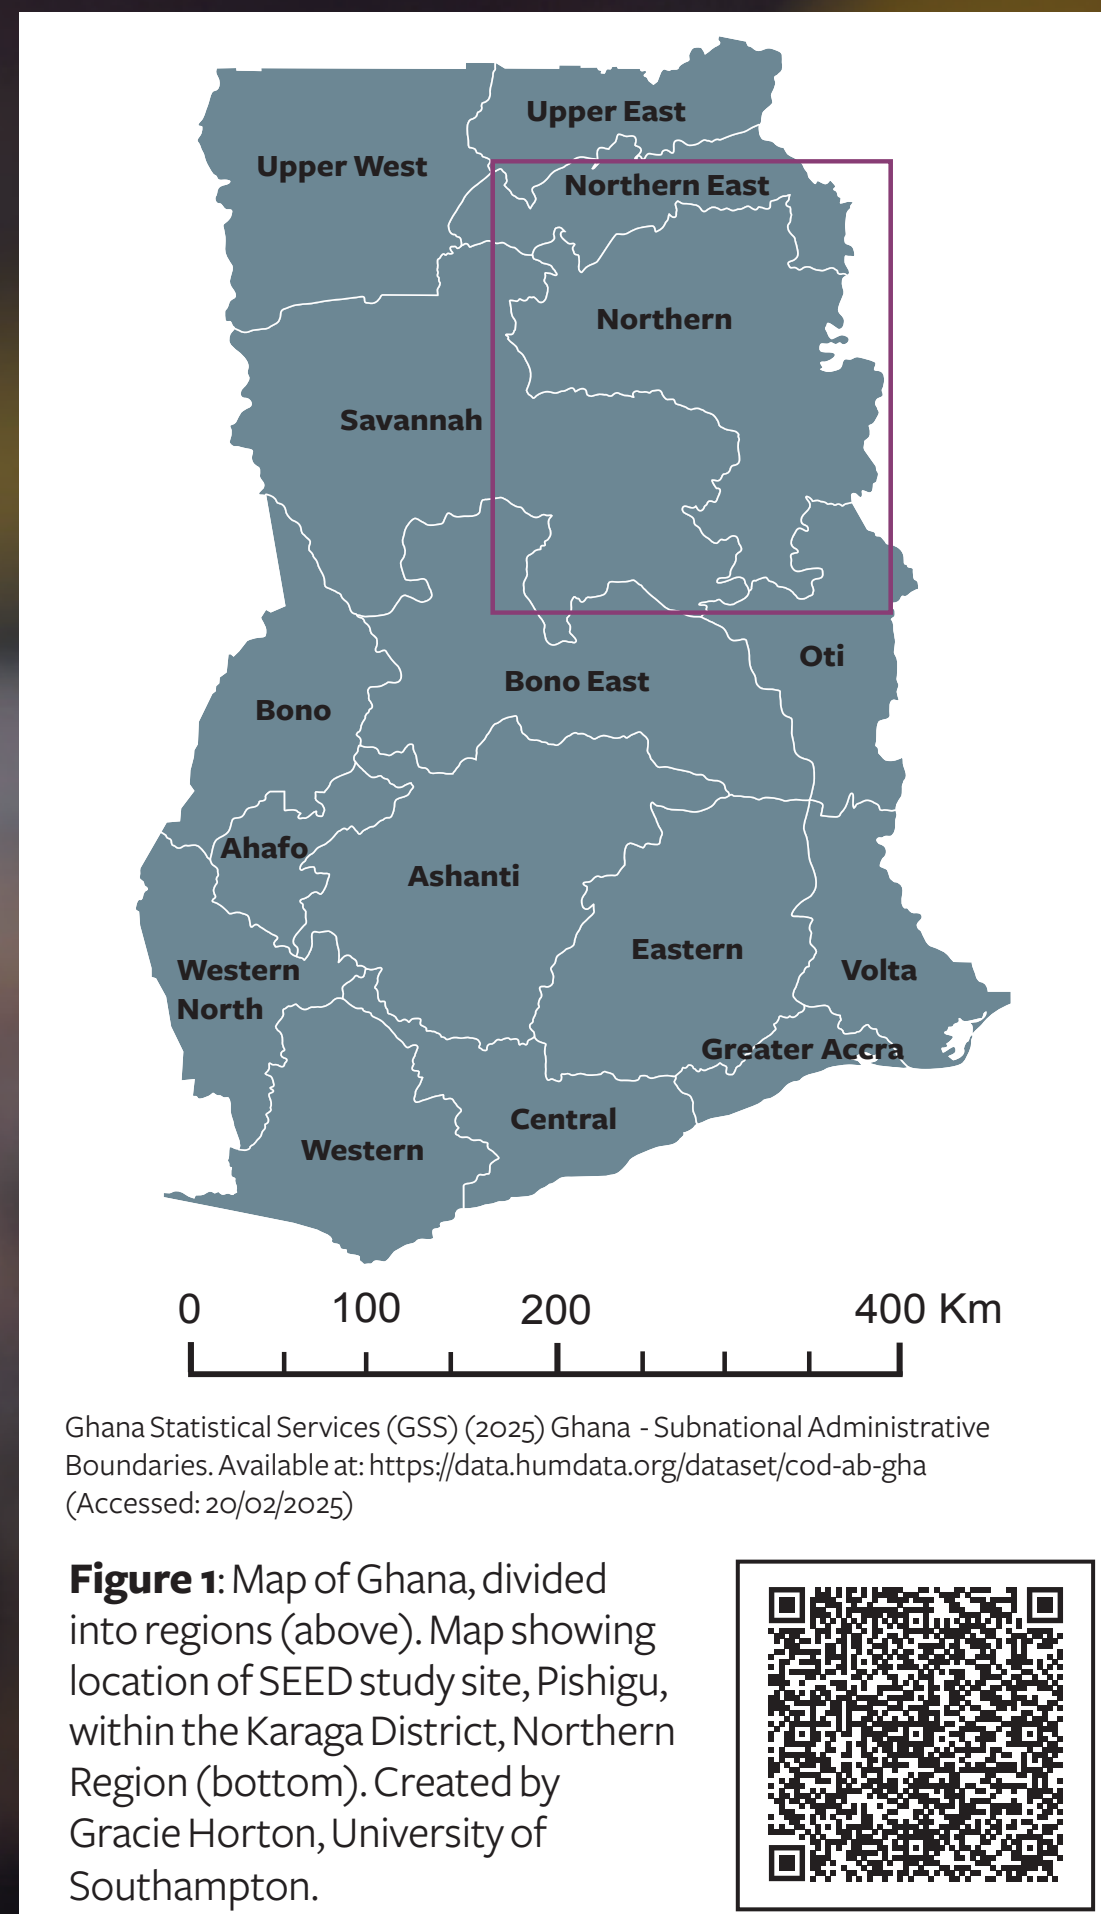 Upper East
Upper West
Northern East
Northern
Savannah
Oti
Bono East
Bono
Ahafo
Ashanti
Eastern
Western
North
Volta
Greater Accra
Central
Western
0 100 200 400 Km
Ghana Statistical Services (GSS) (2025) Ghana - Subnational Administrative
Boundaries. Available at: https://data.humdata.org/dataset/cod-ab-gha
(Accessed: 20/02/2025)
Figure 1: Map of Ghana, divided
into regions (above). Map showing
location of SEED study site, Pishigu,
within the Karaga District, Northern
Region (bottom). Created by
Gracie Horton, University of
Southampton.